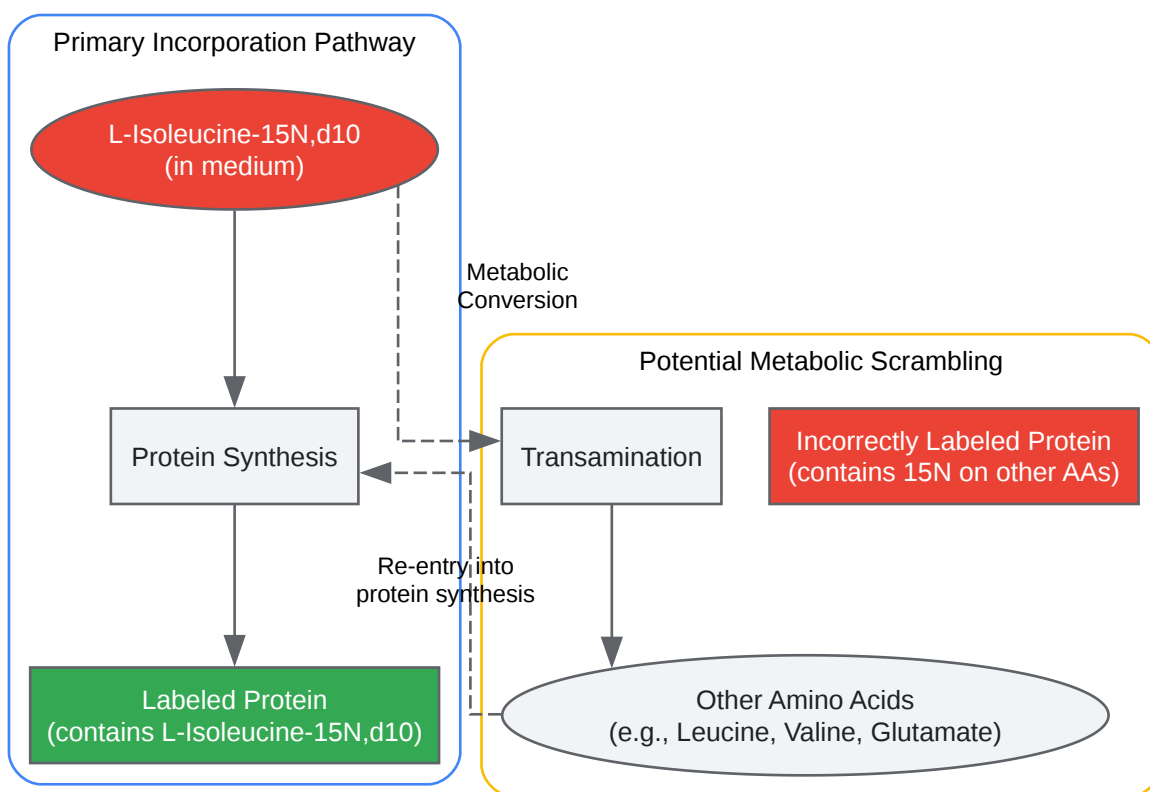 Primary Incorporation Pathway
L-Isoleucine-15N,d10
(in medium)
Metabolic
Conversion
Potential Metabolic Scrambling
Protein Synthesis
Transamination
Incorrectly Labeled Protein
(contains 15N on other AAs)
Re-entry into
protein synthesis
Labeled Protein
(contains L-Isoleucine-15N,d10)
Other Amino Acids
(e.g., Leucine, Valine, Glutamate)